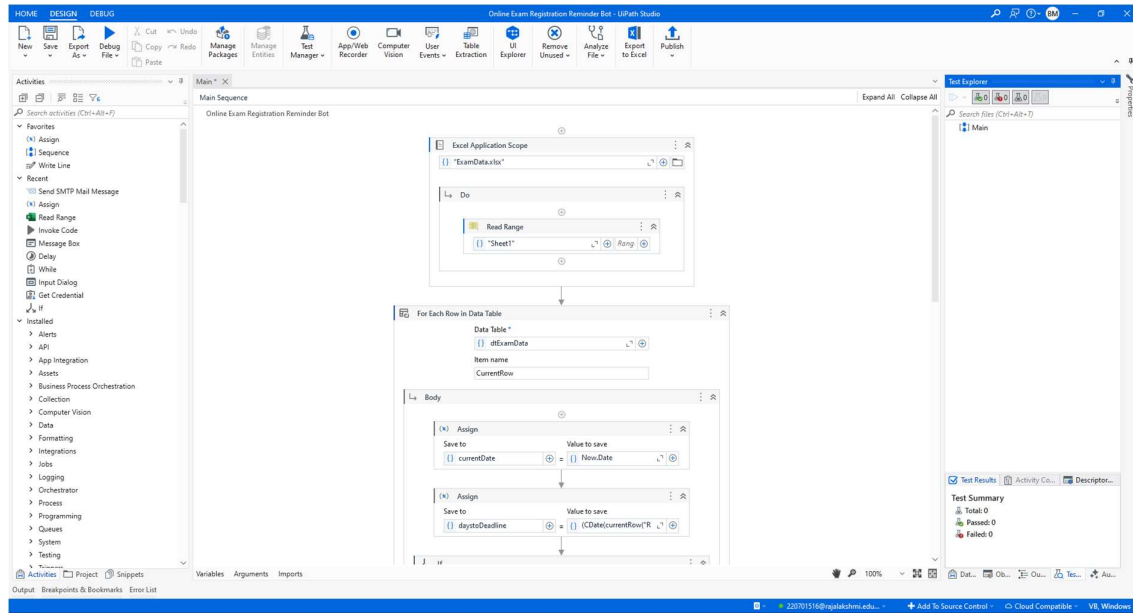 HOME DESIGN DEBUG
Online Exam Registration Reminder Bot - UiPath Studio
BM
New
Save
Export As
Debug File
Cut
Copy
Paste
Undo
Redo
Manage Packages
Manage Entities
Test Manager
App/Web Recorder
Computer Vision
User Events
Table Extraction
UI Explorer
Remove Unused
Analyze File
Export to Excel
Publish
Activities
Search activities (Ctrl+Alt+F)
Favorites
Assign
Sequence
Write Line
Recent
Send SMTP Mail Message
Assign
Read Range
Invoke Code
Message Box
Delay
While
Input Dialog
Get Credential
If
Installed
Alerts
API
App Integration
Assets
Business Process Orchestration
Collection
Computer Vision
Data
Formatting
Integrations
Jobs
Logging
Orchestrator
Process
Programming
Queues
System
Testing
Activities Project Snippets
Main *
Main Sequence
Expand All Collapse All
Online Exam Registration Reminder Bot
Excel Application Scope
"ExamData.xlsx"
Do
Read Range
"Sheet1" Rang
For Each Row in Data Table
Data Table *
dtExamData
Item name
CurrentRow
Body
Assign
Save to Value to save
currentDate = Now.Date
Assign
Save to Value to save
daystoDeadline = (CDate(currentRow("R
If
Variables Arguments Imports
100%
Test Explorer
0 0 0
Search files (Ctrl+Alt+T)
Main
Properties
Test Results Activity Co... Descriptor...
Test Summary
Total: 0
Passed: 0
Failed: 0
Dat... Ob... Ou... Tes... Au...
Output Breakpoints & Bookmarks Error List
220701516@rajalakshmi.edu... Add To Source Control Cloud Compatible VB, Windows